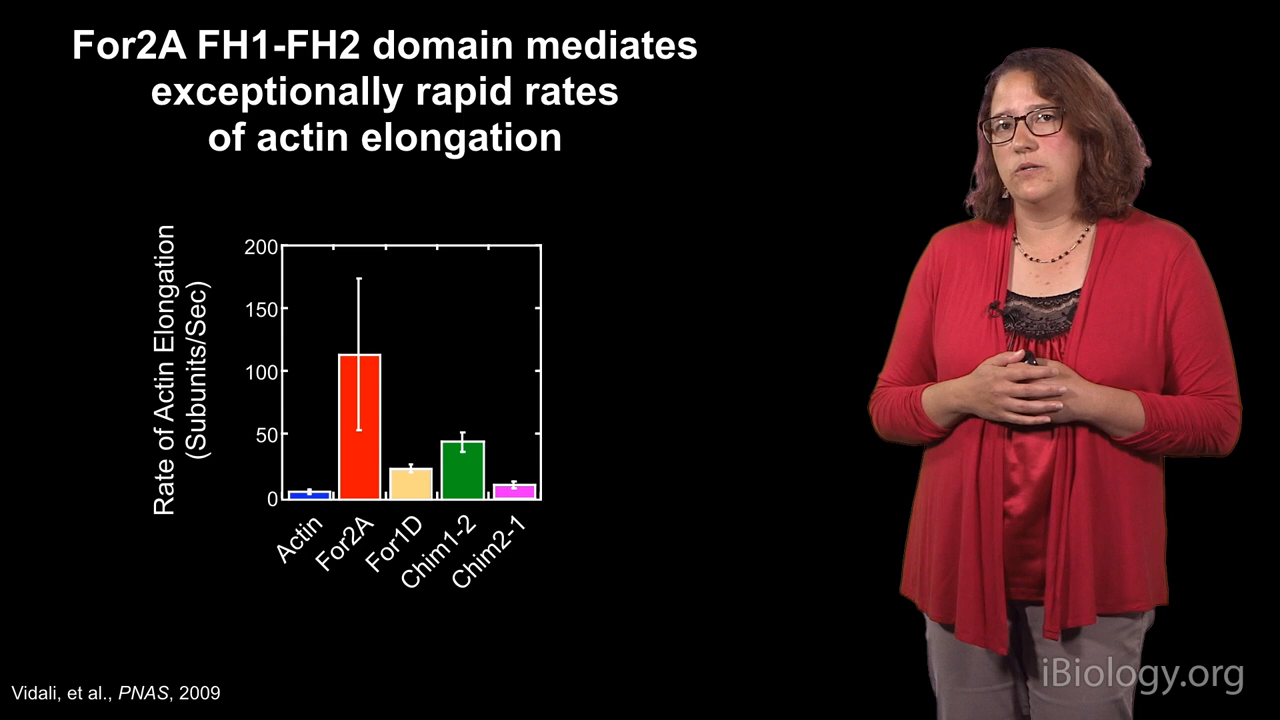 For2A FH1-FH2 domain mediates
exceptionally rapid rates
of actin elongation
Rate of Actin Elongation
(Subunits/Sec)
200
150
100
50
0
Actin
For2A
For1D
Chim1-2
Chim2-1
Vidali, et al., PNAS, 2009
iBiology.org